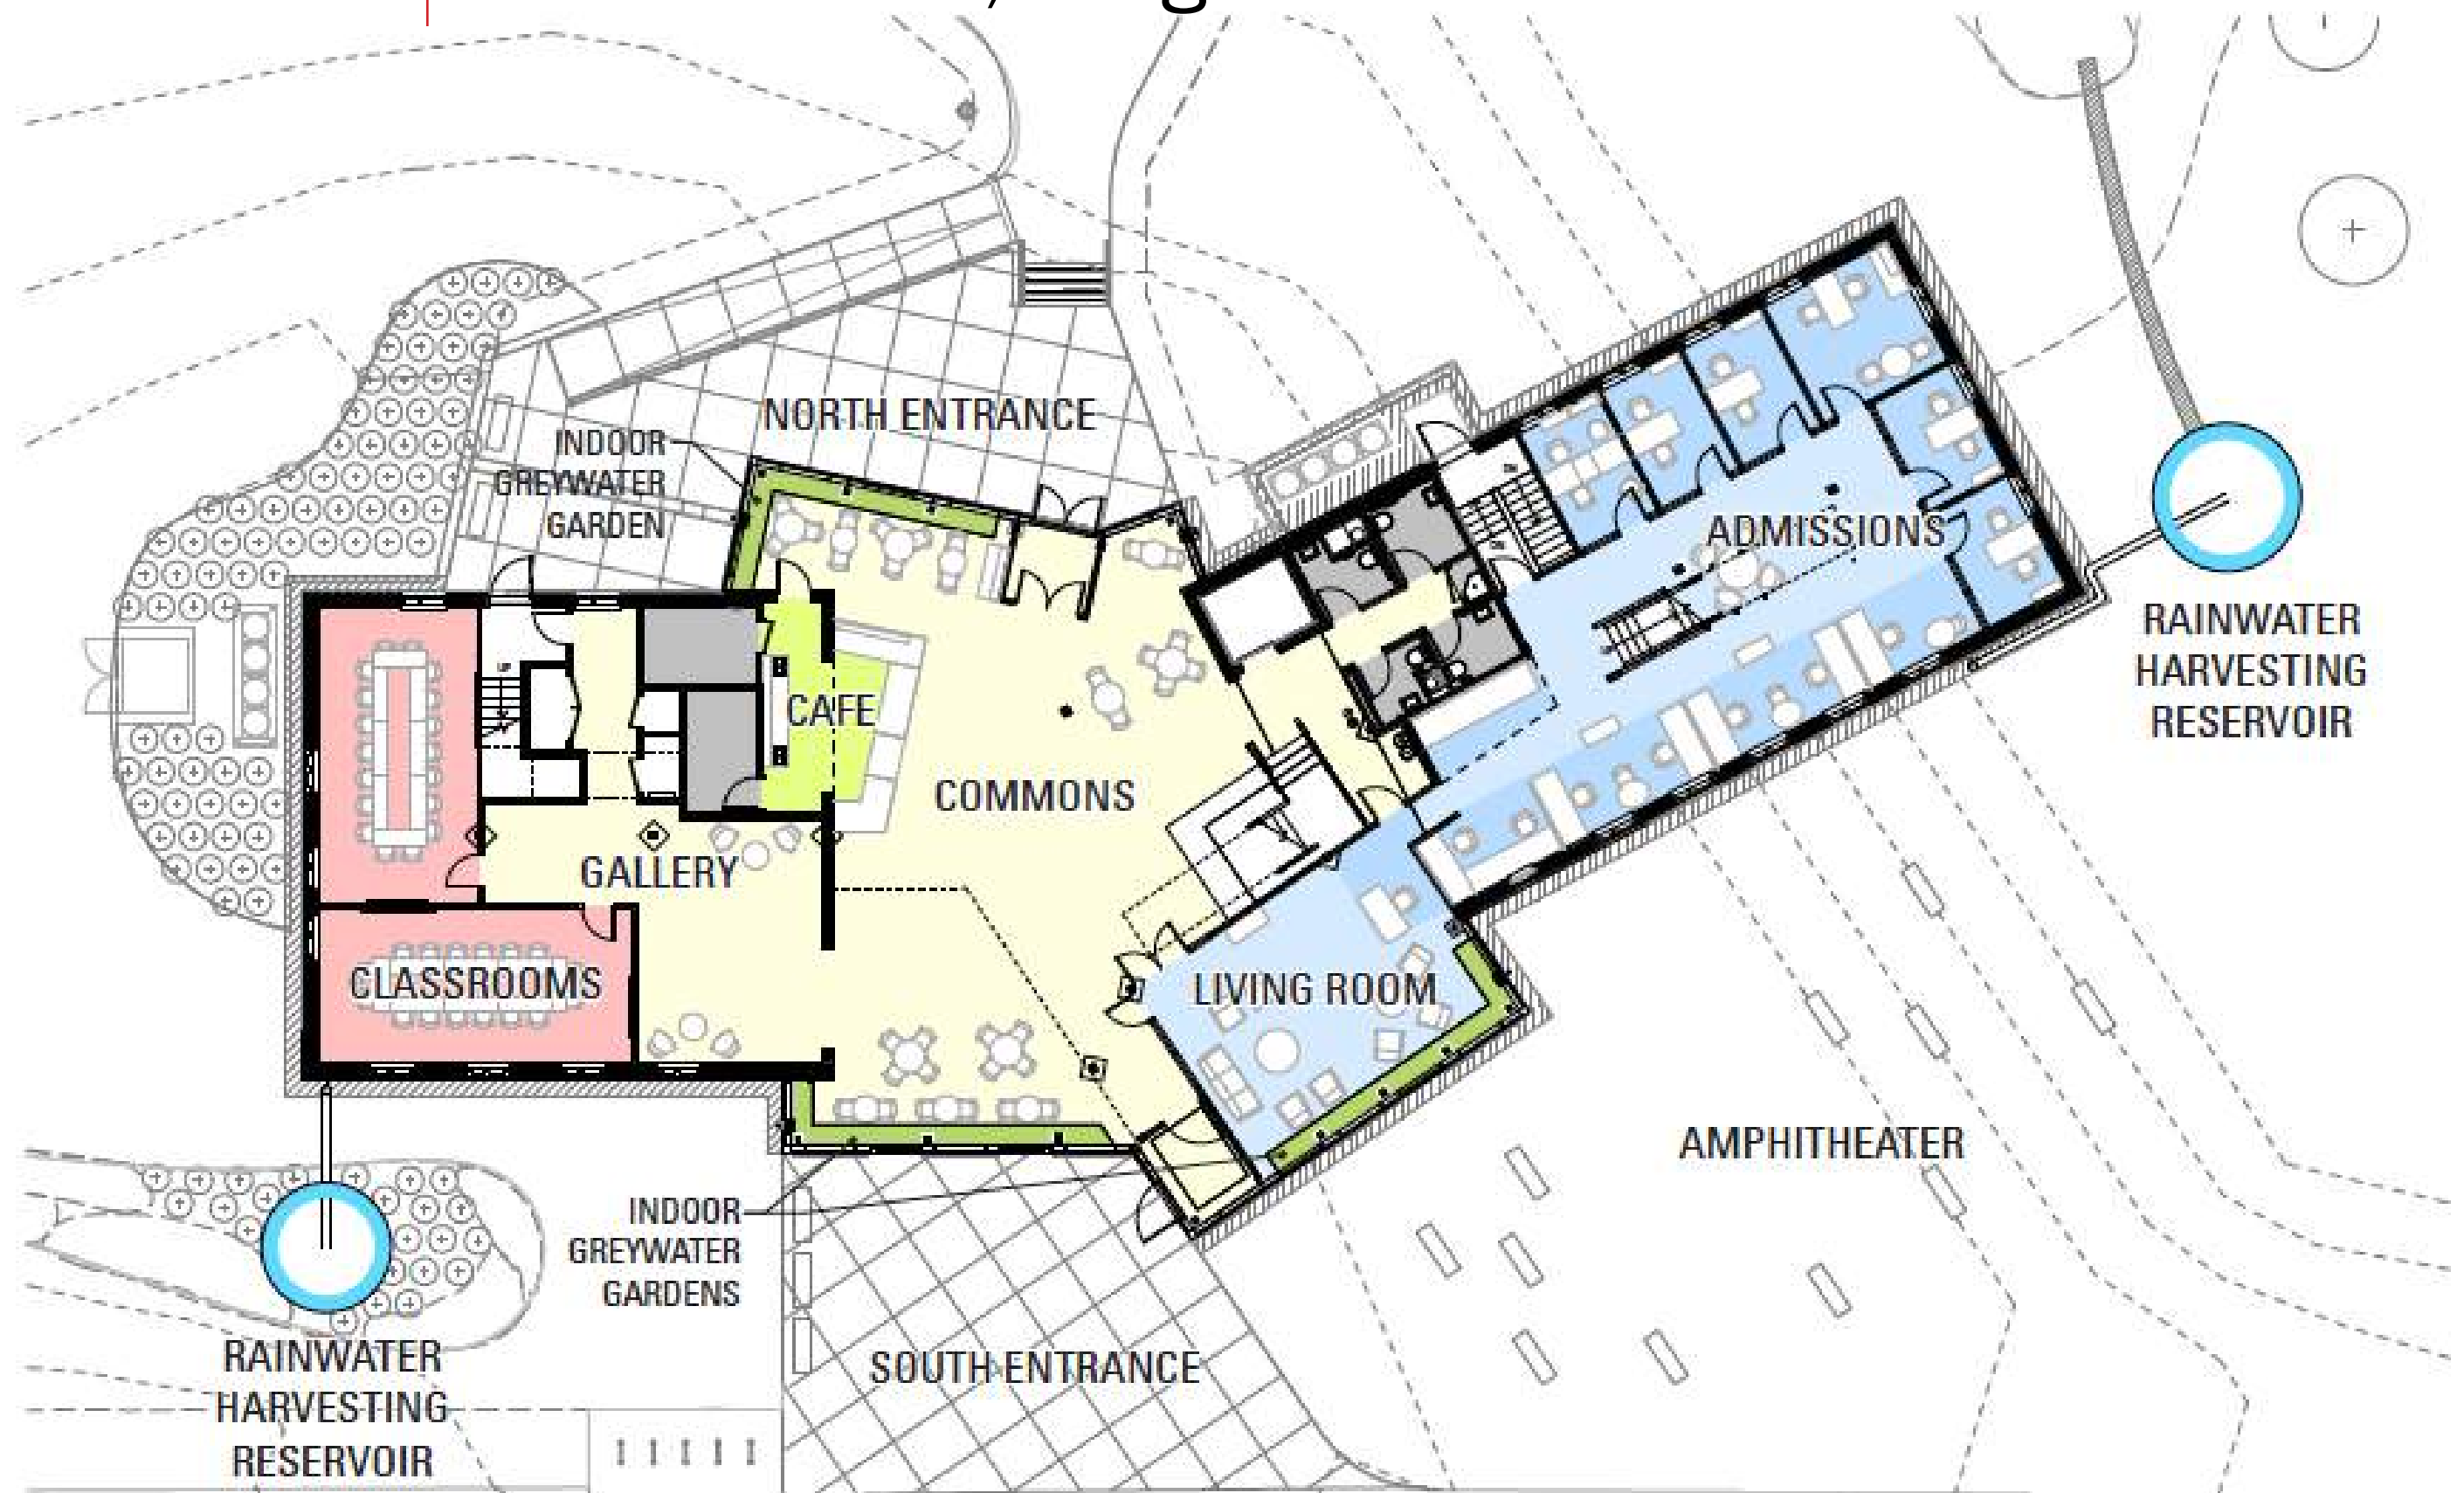 NORTH ENTRANCE
INDOOR
GREYWATER
GARDEN
ADMISSIONS
RAINWATER
HARVESTING
RESERVOIR
CAFE
COMMONS
GALLERY
CLASSROOMS
LIVING ROOM
AMPHITHEATER
INDOOR
GREYWATER
GARDENS
SOUTH ENTRANCE
RAINWATER
HARVESTING
RESERVOIR